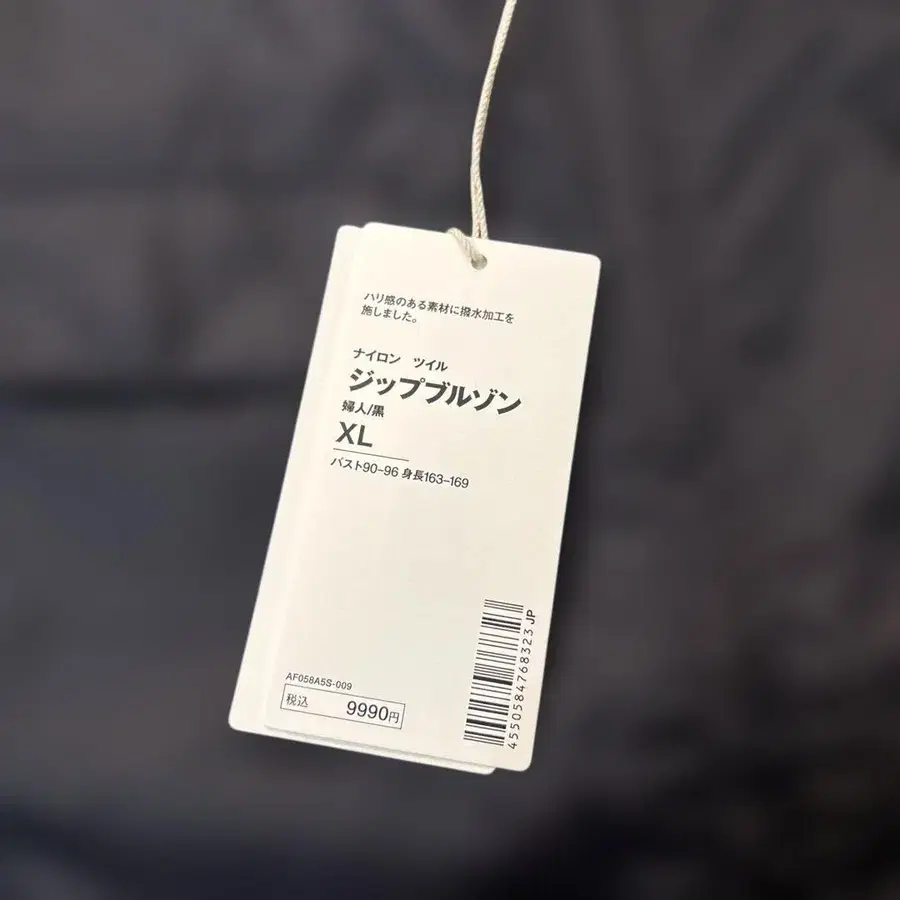 ハリ感のある素材に撥水加工を
施しました。
ナイロン　ツイル
ジップブルゾン
婦人/黒
XL
バスト90-96 身長163-169
AF058A5S-009
税込 9990円
4550584768323 JP